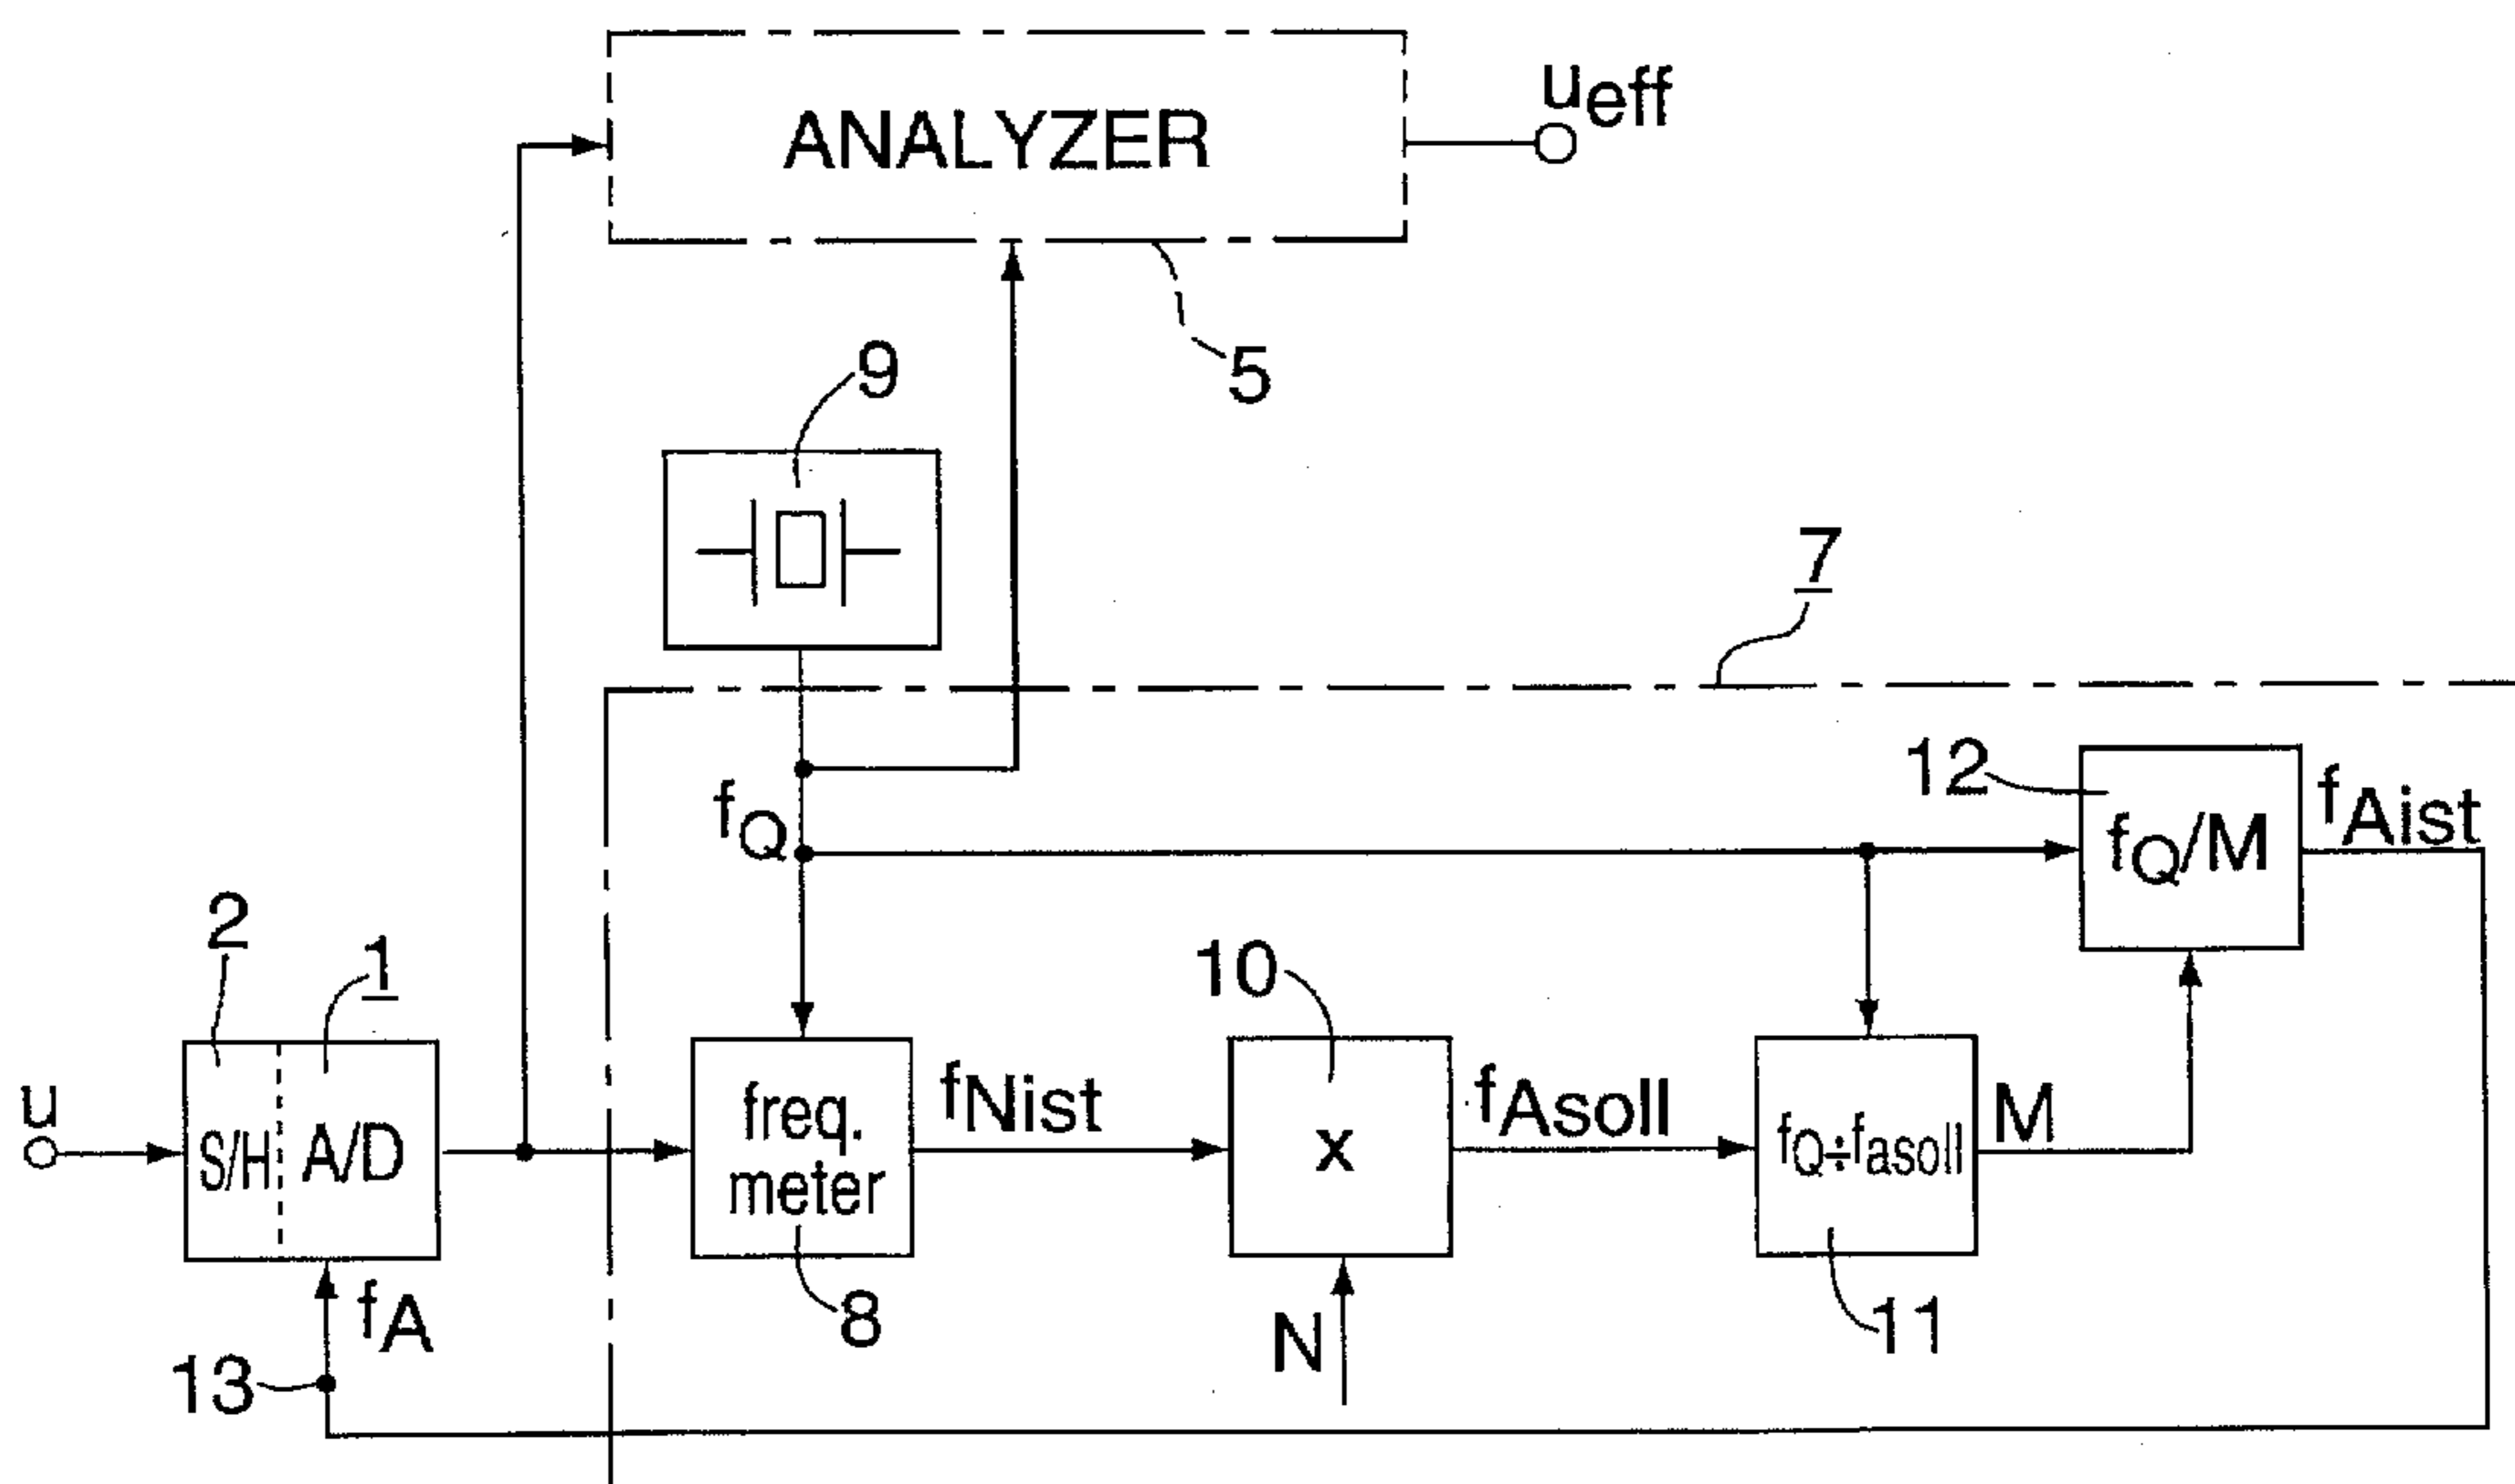 ANALYZER
ueff
5
9
7
12
fQ
fQ/M
fAist
2
1
10
u
S/H
A/D
freq.
meter
fNist
x
fAsoll
fQ÷fasoll
M
fA
8
N
11
13